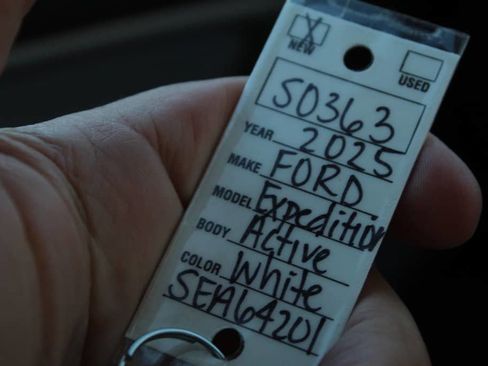 X
NEW USED
S0363
YEAR 2025
MAKE FORD
MODEL Expedition
BODY Active
COLOR White
SEA64201